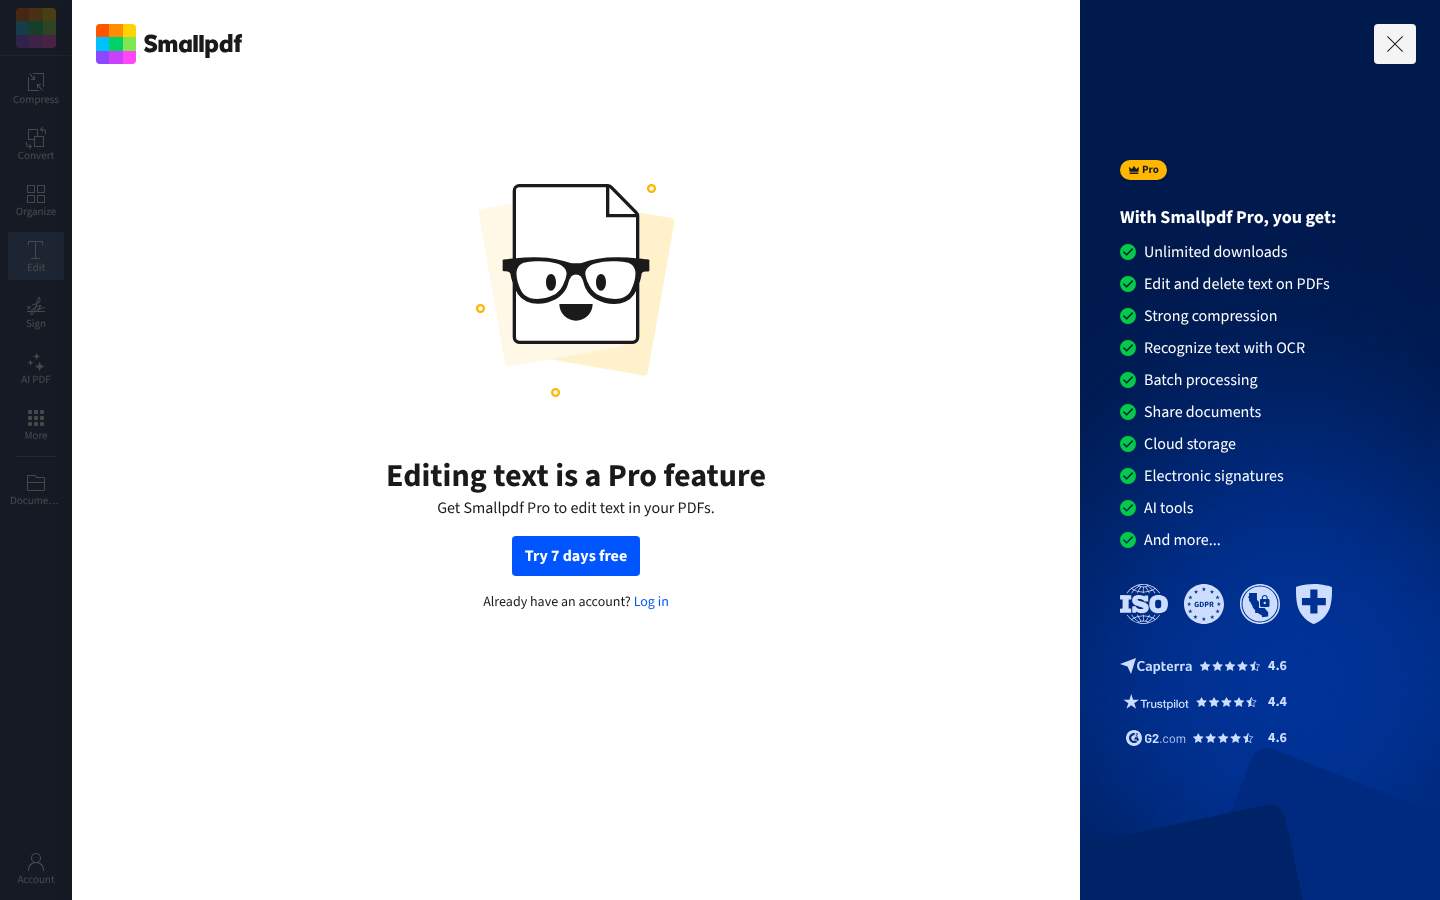 Compress
Convert
Organize
Edit
Sign
AI PDF
More
Docume...
Account
Smallpdf
Editing text is a Pro feature
Get Smallpdf Pro to edit text in your PDFs.
Try 7 days free
Already have an account? Log in
Pro
With Smallpdf Pro, you get:
Unlimited downloads
Edit and delete text on PDFs
Strong compression
Recognize text with OCR
Batch processing
Share documents
Cloud storage
Electronic signatures
AI tools
And more...
ISO GDPR
Capterra 4.6
Trustpilot 4.4
G2.com 4.6